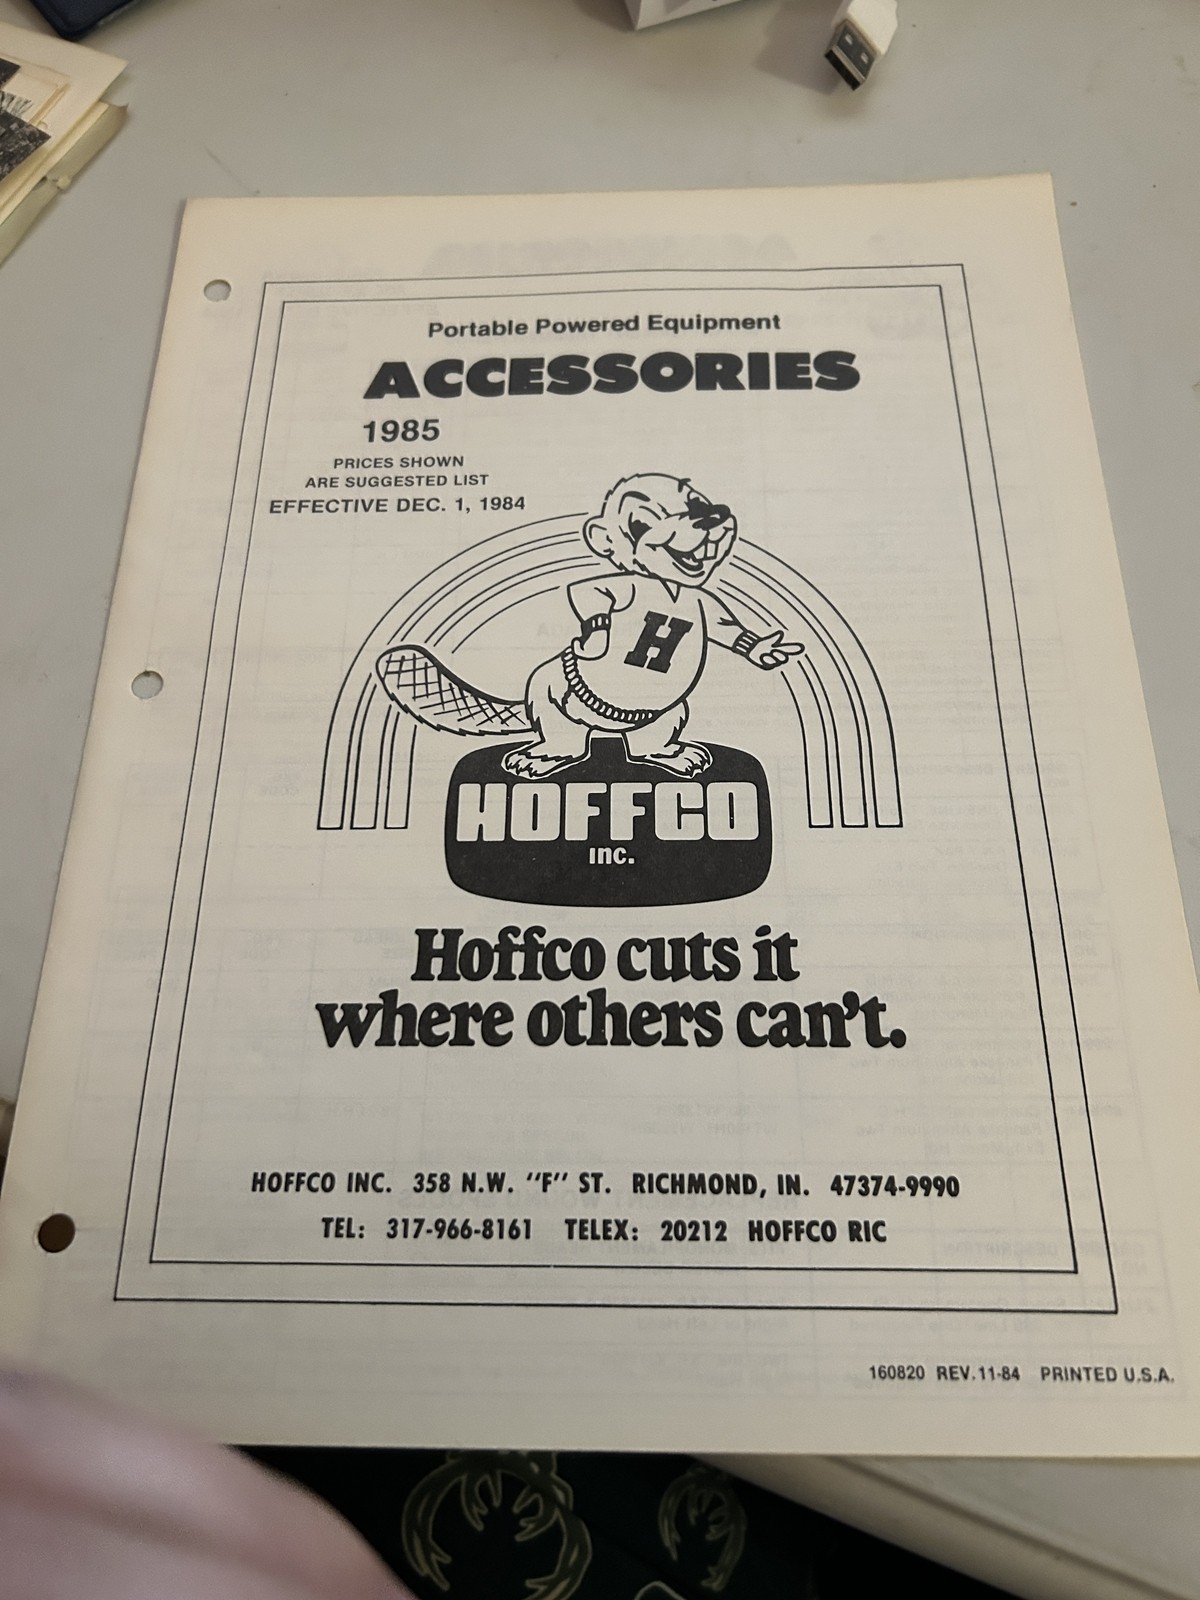 Portable Powered Equipment
ACCESSORIES
1985
PRICES SHOWN
ARE SUGGESTED LIST
EFFECTIVE DEC. 1, 1984
H
HOFFCO
INC.
Hoffco cuts it
where others can't.
HOFFCO INC. 358 N.W. "F" ST. RICHMOND, IN. 47374-9990
TEL: 317-966-8161 TELEX: 20212 HOFFCO RIC
160820 REV. 11-84 PRINTED U.S.A.